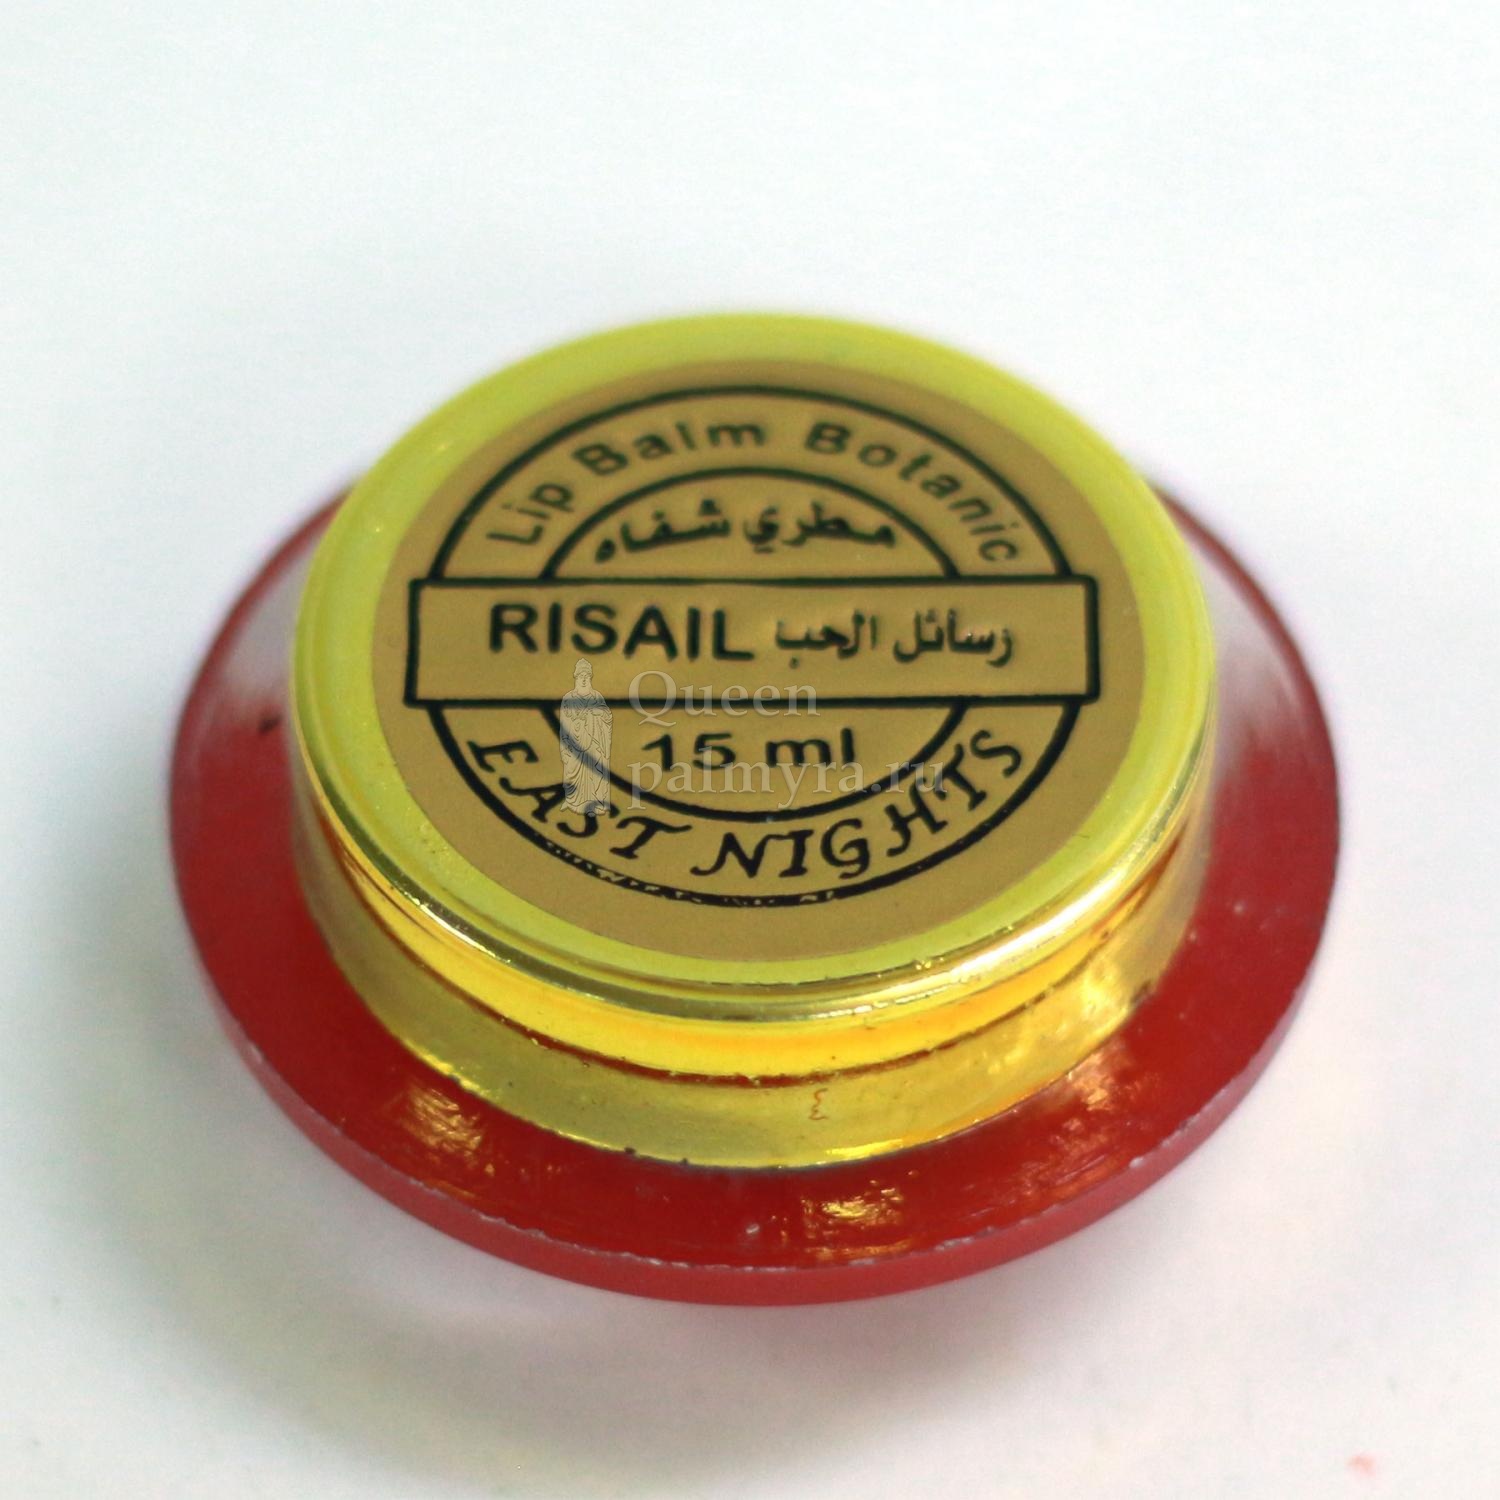 Lip Balm Botanic
مطري شفاه
RISAIL رسائل الحب
15 ml
EAST NIGHTS
Queen
palmyra.ru